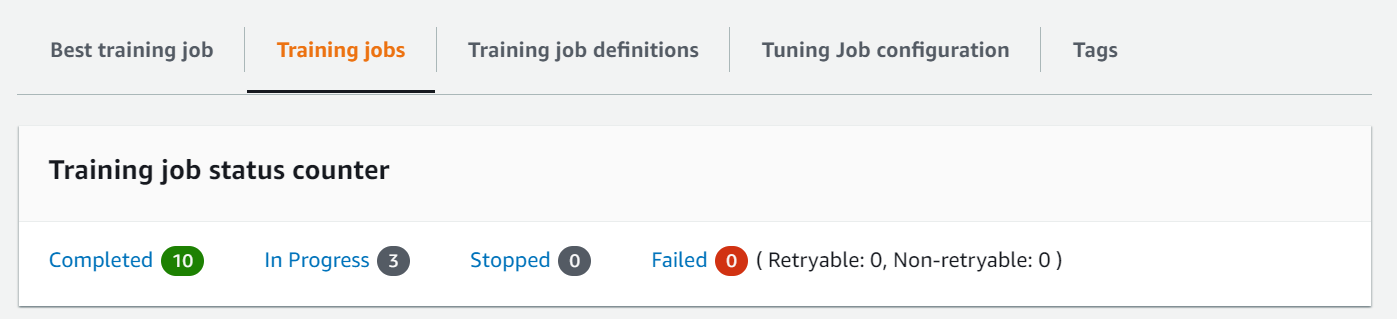 Best training job Training jobs Training job definitions Tuning Job configuration Tags
Training job status counter
Completed 10 In Progress 3 Stopped 0 Failed 0 ( Retryable: 0, Non-retryable: 0 )